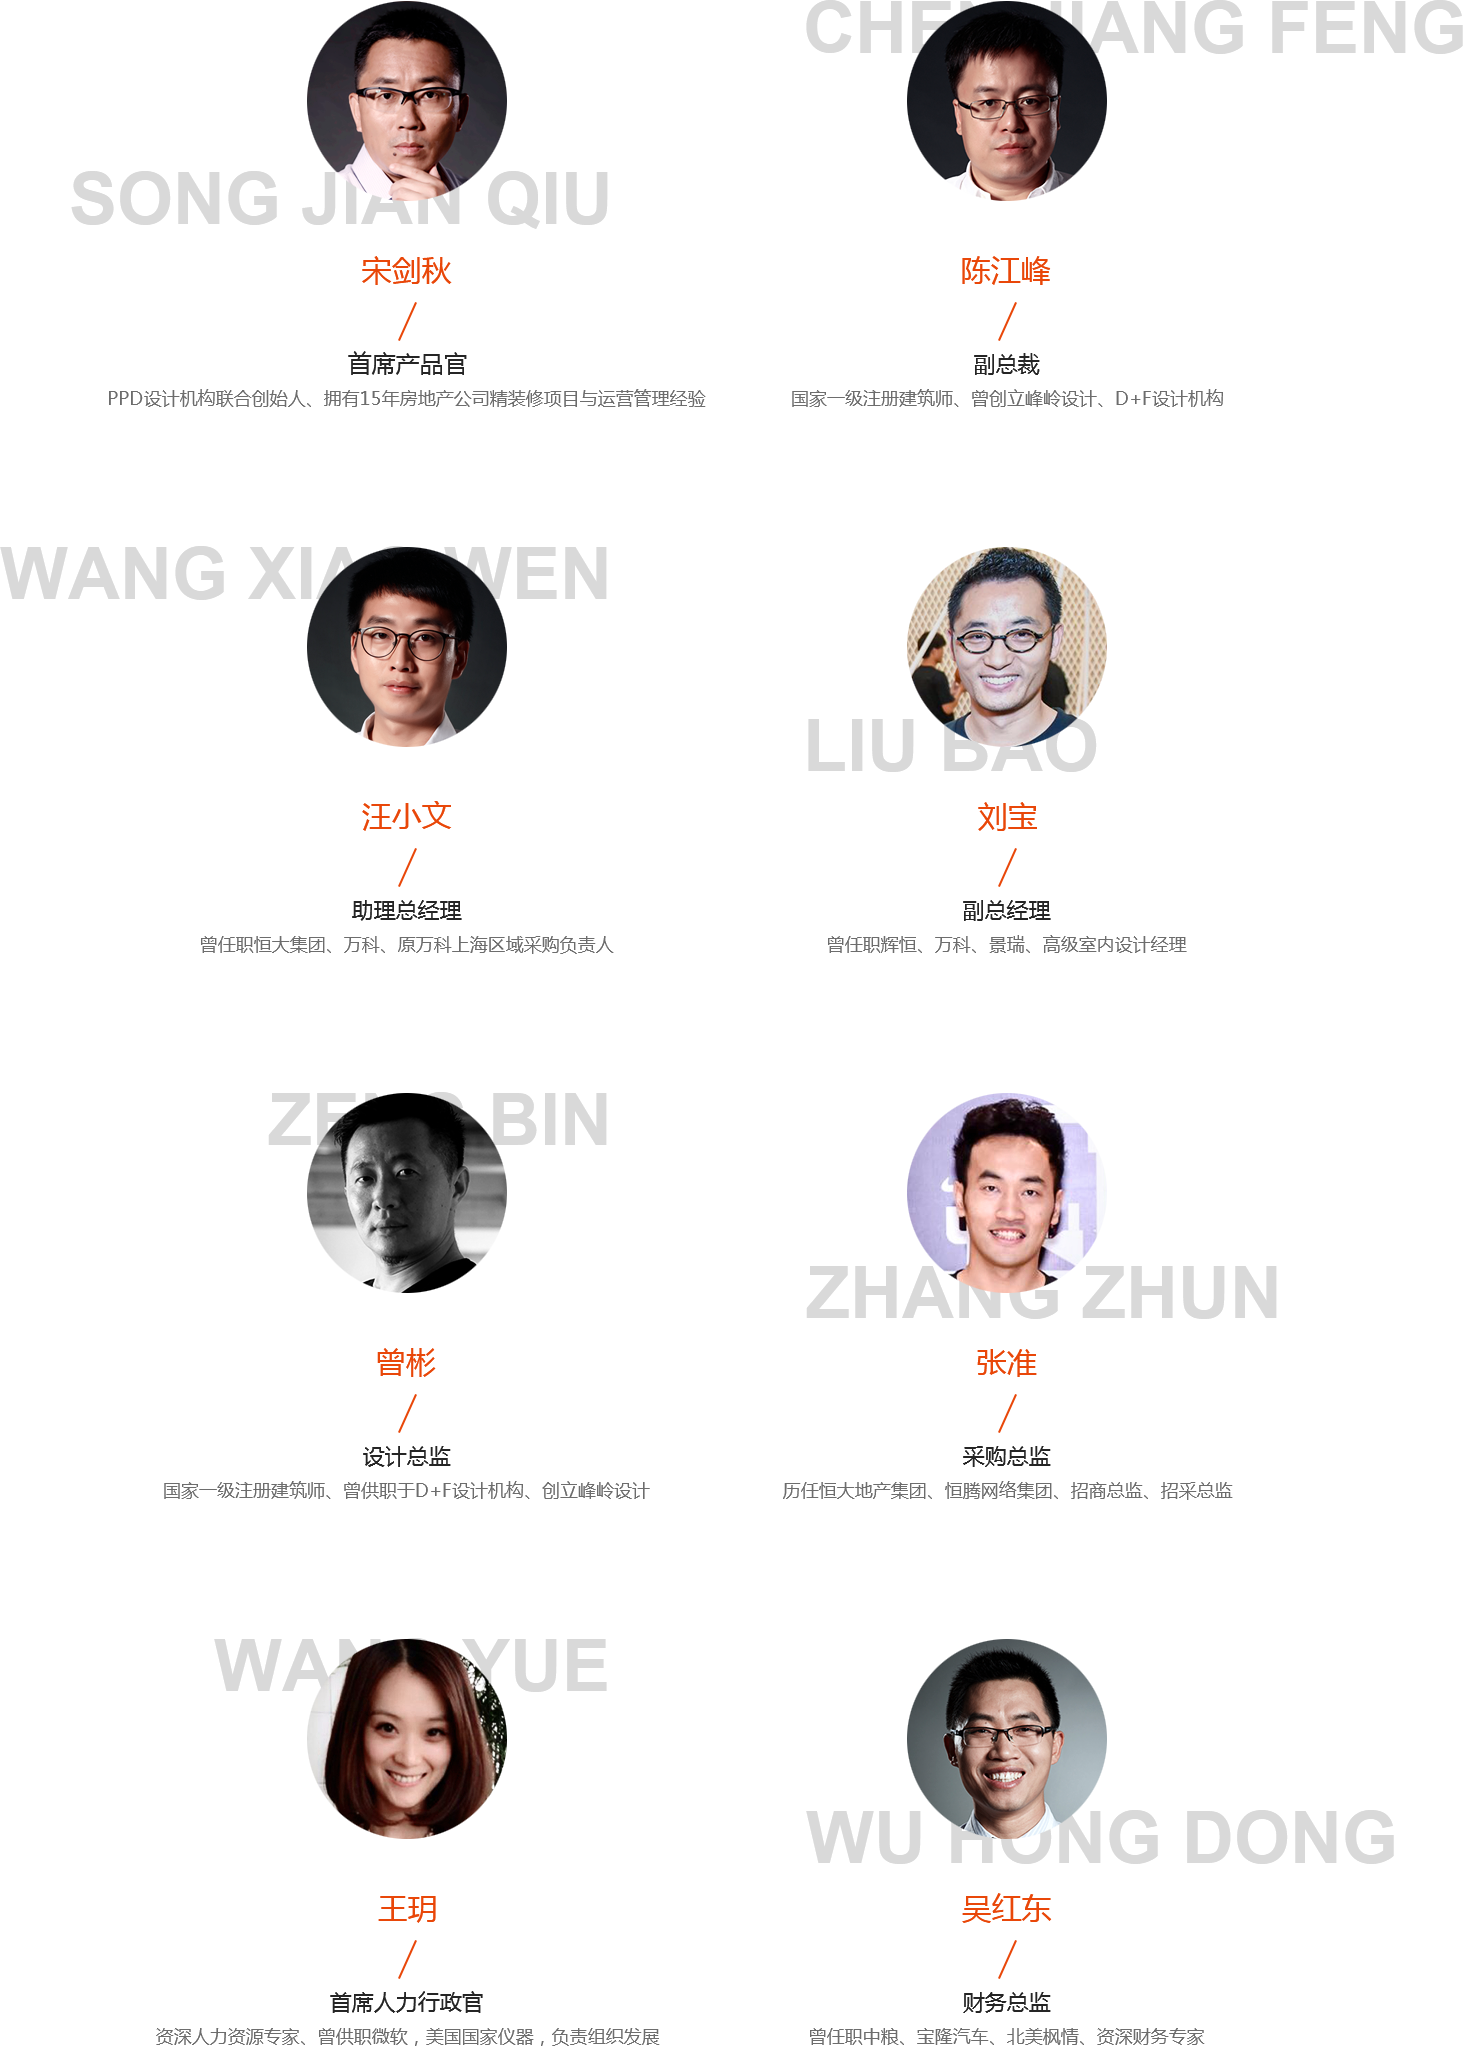 SONG JIAN QIU
宋剑秋
首席产品官
PPD设计机构联合创始人、拥有15年房地产公司精装修项目与运营管理经验
CHEN JIANG FENG
陈江峰
副总裁
国家一级注册建筑师、曾创立峰岭设计、D+F设计机构
WANG XIAO WEN
汪小文
助理总经理
曾任职恒大集团、万科、原万科上海区域采购负责人
LIU BAO
刘宝
副总经理
曾任职辉恒、万科、景瑞、高级室内设计经理
ZENG BIN
曾彬
设计总监
国家一级注册建筑师、曾供职于D+F设计机构、创立峰岭设计
ZHANG ZHUN
张准
采购总监
历任恒大地产集团、恒腾网络集团、招商总监、招采总监
WANG YUE
王玥
首席人力行政官
资深人力资源专家、曾供职微软，美国国家仪器，负责组织发展
WU HONG DONG
吴红东
财务总监
曾任职中粮、宝隆汽车、北美枫情、资深财务专家